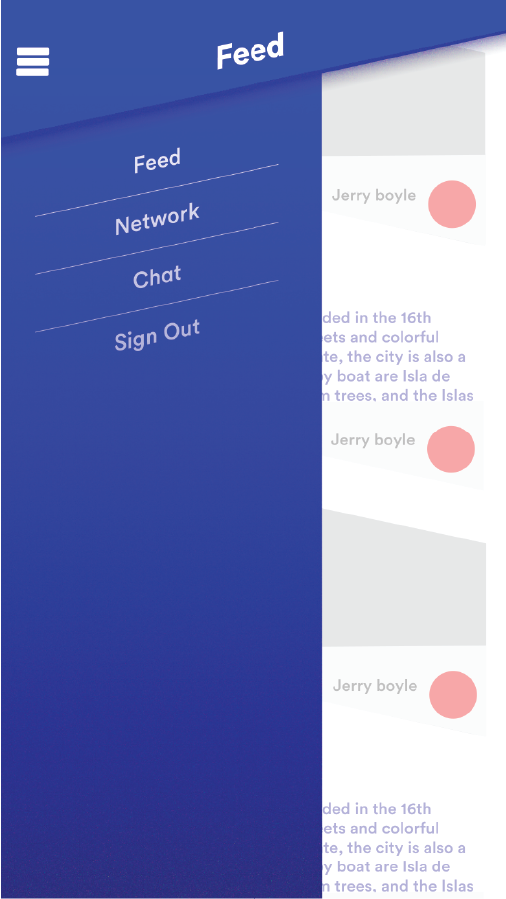 Feed
Feed
Network
Chat
Sign Out
Jerry boyle
ded in the 16th
ets and colorful
te, the city is also a
y boat are Isla de
n trees, and the Islas
Jerry boyle
Jerry boyle
ded in the 16th
ets and colorful
te, the city is also a
y boat are Isla de
n trees, and the Islas